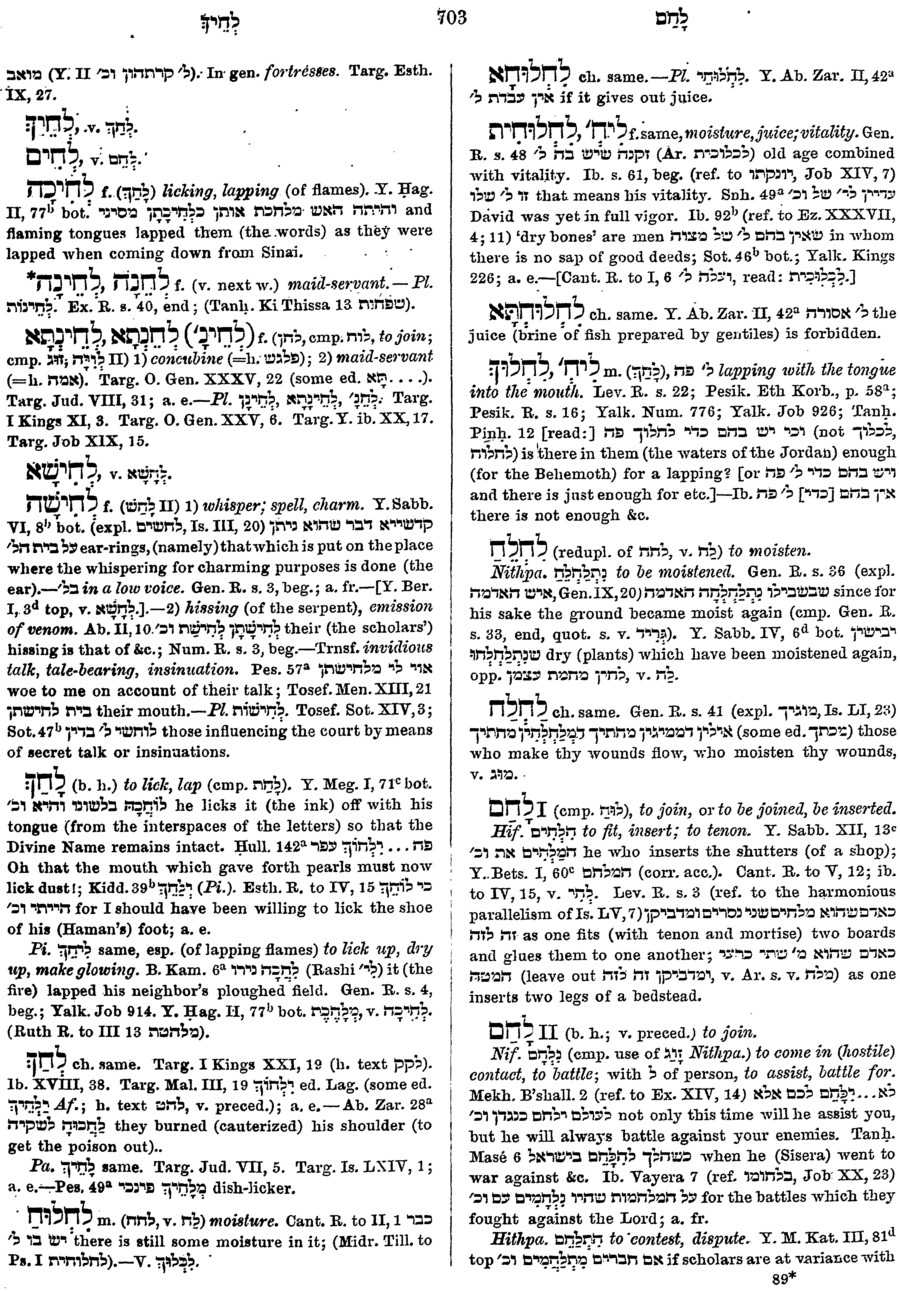 לְחֵיךְ
703
לָחַם
מואב (Y. II ל׳ קרתהון וכ׳). In gen. fortresses. Targ. Esth.
IX, 27.
לְחֵיךְ, v. לְחַךְ.
לְחִים, v. לְחַם.
לְחִיכָה f. (לָחַךְ) licking, lapping (of flames). Y. Ḥag.
II, 77b bot. והיתה האש מלחכת אותן כִּלְחִיכָתָן מסיני and
flaming tongues lapped them (the words) as they were
lapped when coming down from Sinai.
*לְחֵינָה, לְחֵנָה f. (v. next w.) maid-servant.—Pl.
לְחֵינוֹת. Ex. R. s. 40, end; (Tanḥ. Ki Thissa 13 שפחות).
לְחֵינָתָא, לְחֶנְתָא (לְחֵינְ׳) f. (לחן, cmp. לוח, to join;
cmp. זוּג; לְוִיָּה II) 1) concubine (=h. פלגש); 2) maid-servant
(=h. אמה). Targ. O. Gen. XXXV, 22 (some ed. תָּא....).
Targ. Jud. VIII, 31; a. e.—Pl. לְחֵינָן, לְחֵינָתָא, לְחֵנָ׳. Targ.
I Kings XI, 3. Targ. O. Gen. XXV, 6. Targ. Y. ib. XX, 17.
Targ. Job XIX, 15.
לְחִישָׁא, v. לְחָשָׁא.
לְחִישָׁה f. (לָחַשׁ II) 1) whisper; spell, charm. Y. Sabb.
VI, 8b bot. (expl. לחשים, Is. III, 20) קדשייא דבר שהוא ניתן
על בית הל׳ ear-rings, (namely) that which is put on the place
where the whispering for charming purposes is done (the
ear).—בל׳ in a low voice. Gen. R. s. 3, beg.; a. fr.—[Y. Ber.
I, 3d top, v. לְחָשָׁא.].—2) hissing (of the serpent), emission
of venom. Ab. II, 10 לְחִישָׁתָן לְחִישַׁת וכ׳ their (the scholars’)
hissing is that of &c.; Num. R. s. 3, beg.—Trnsf. invidious
talk, tale-bearing, insinuation. Pes. 57a אוי לי מלחישתן
woe to me on account of their talk; Tosef. Men. XIII, 21
בית לחישתן their mouth.—Pl. לְחִישׁוֹת. Tosef. Sot. XIV, 3;
Sot. 47b לוחשי ל׳ בדין those influencing the court by means
of secret talk or insinuations.
לָחַךְ (b. h.) to lick, lap (cmp. לָחַת). Y. Meg. I, 71c bot.
לוֹחֲכָהּ בלשונו והיא וכ׳ he licks it (the ink) off with his
tongue (from the interspaces of the letters) so that the
Divine Name remains intact. Ḥull. 142a פה... יִלְחוֹךְ עפר
Oh that the mouth which gave forth pearls must now
lick dust!; Kidd. 39b יְלַחֵךְ (Pi.). Esth. R. to IV, 15 כי לוֹחֵךְ
הייתי וכ׳ for I should have been willing to lick the shoe
of his (Haman’s) foot; a. e.
Pi. לִיחֵךְ same, esp. (of lapping flames) to lick up, dry
up, make glowing. B. Kam. 6a לִחֲכָה נירו (Rashi לי׳) it (the
fire) lapped his neighbor’s ploughed field. Gen. R. s. 4,
beg.; Yalk. Job 914. Y. Ḥag. II, 77b bot. מְלַחֶכֶת, v. לְחִיכָה.
(Ruth R. to III 13 מלחטת).
לְחַךְ ch. same. Targ. I Kings XXI, 19 (h. text לקק).
Ib. XVIII, 38. Targ. Mal. III, 19 יִלְחוֹךְ ed. Lag. (some ed.
יַלְחֵיךְ Af.; h. text להט, v. preced.); a. e.—Ab. Zar. 28a
לַחֲכוּהָ לשקיה they burned (cauterized) his shoulder (to
get the poison out)..
Pa. לָחֵיךְ same. Targ. Jud. VII, 5. Targ. Is. LXIV, 1;
a. e.—Pes. 49a מְלָחֵיךְ פינכי dish-licker.
לַחְלוּחַ m. (לחח, v. לַח) moisture. Cant. R. to II, 1 כבר
יש בו ל׳ there is still some moisture in it; (Midr. Till. to
Ps. I לחלוחית).—V. לִכְלוּךְ.
לַחְלוּחָא ch. same.—Pl. לַחְלוּחֵי. Y. Ab. Zar. II, 42a
אין עבדת ל׳ if it gives out juice.
לַחְלוּחִית, לִיחְ׳ f. same, moisture, juice; vitality. Gen.
R. s. 48 זקנה שיש בה ל׳ (Ar. לכלוכית) old age combined
with vitality. Ib. s. 61, beg. (ref. to ויונקתו, Job XIV, 7)
זו ל׳ שלו that means his vitality. Snh. 49a עדיין לי׳ של וכ׳
David was yet in full vigor. Ib. 92b (ref. to Ez. XXXVII,
4; 11) ‘dry bones’ are men שאין בהם ל׳ של מצוה in whom
there is no sap of good deeds; Sot. 46b bot.; Yalk. Kings
226; a. e.—[Cant. R. to I, 6 ועלה ל׳, read: לִכְלוּכִית.]
לַחְלוּחְתָּא ch. same. Y. Ab. Zar. II, 42a ל׳ אסורה the
juice (brine of fish prepared by gentiles) is forbidden.
לִחְלוּךְ, לִיחְ׳ m. (לָחַךְ), ל׳ פה lapping with the tongue
into the mouth. Lev. R. s. 22; Pesik. Eth Korb., p. 58a;
Pesik. R. s. 16; Yalk. Num. 776; Yalk. Job 926; Tanḥ.
Pinḥ. 12 [read:] וכי יש בהם כדי לחלוך פה (not לכלוך,
לחלוח) is there in them (the waters of the Jordan) enough
(for the Behemoth) for a lapping? [or ויש בהם כדי ל׳ פה
and there is just enough for etc.]—Ib. אין בהם [כדי] ל׳ פה
there is not enough &c.
לִחְלֵחַ (redupl. of לחח, v. לַח) to moisten.
Nithpa. נִתְלַחְלֵחַ to be moistened. Gen. R. s. 36 (expl.
איש האדמה, Gen. IX, 20) שבשבילו נִתְלַחְלְחָה האדמה since for
his sake the ground became moist again (cmp. Gen. R.
s. 33, end, quot. s. v. גְּרִיד). Y. Sabb. IV, 6d bot. יבישין
שנִתְלַחְלְחוּ dry (plants) which have been moistened again,
opp. לחין מחמת עצמן, v. לַח.
לַחְלַח ch. same. Gen. R. s. 41 (expl. מוגיך, Is. LI, 23)
אילין דממיגין מחתיך דִּמְלַחְלְחִין מחתיך (some ed. מכתך) those
who make thy wounds flow, who moisten thy wounds,
v. מוג.
לָחַם I (cmp. לוּחַ), to join, or to be joined, be inserted.
Hif. הִלְחִים to fit, insert; to tenon. Y. Sabb. XII, 13c
הַמַּלְחִים את וכ׳ he who inserts the shutters (of a shop);
Y. Bets. I, 60c המלחם (corr. acc.). Cant. R. to V, 12; ib.
to IV, 15, v. לְחִי. Lev. R. s. 3 (ref. to the harmonious
parallelism of Is. LV, 7) כאדם שהוא מלחים שני נסרים ומדביקן
זה לזה as one fits (with tenon and mortise) two boards
and glues them to one another; כאדם שהוא מ׳ שתי כרעי
המטה (leave out ומדביקן זה לזה, v. Ar. s. v. מלח) as one
inserts two legs of a bedstead.
לָחַם II (b. h.; v. preced.) to join.
Nif. נִלְחַם (cmp. use of זָוַג Nithpa.) to come in (hostile)
contact, to battle; with ל of person, to assist, battle for.
Mekh. B’shall. 2 (ref. to Ex. XIV, 14) לא... יִלָּחֵם לכם אלא
לעולם ילחם כנגדן וכ׳ not only this time will he assist you,
but he will always battle against your enemies. Tanḥ.
Masé 6 כשהלך לְהִלָּחֵם בישראל when he (Sisera) went to
war against &c. Ib. Vayera 7 (ref. בלחומו, Job XX, 23)
על המלחמות שהיו נִלְחָמִים עם וכ׳ for the battles which they
fought against the Lord; a. fr.
Hithpa. הִתְלַחֵם to contest, dispute. Y. M. Kat. III, 81d
top אם חברים מִתְלַחֲמִים וכ׳ if scholars are at variance with
89*